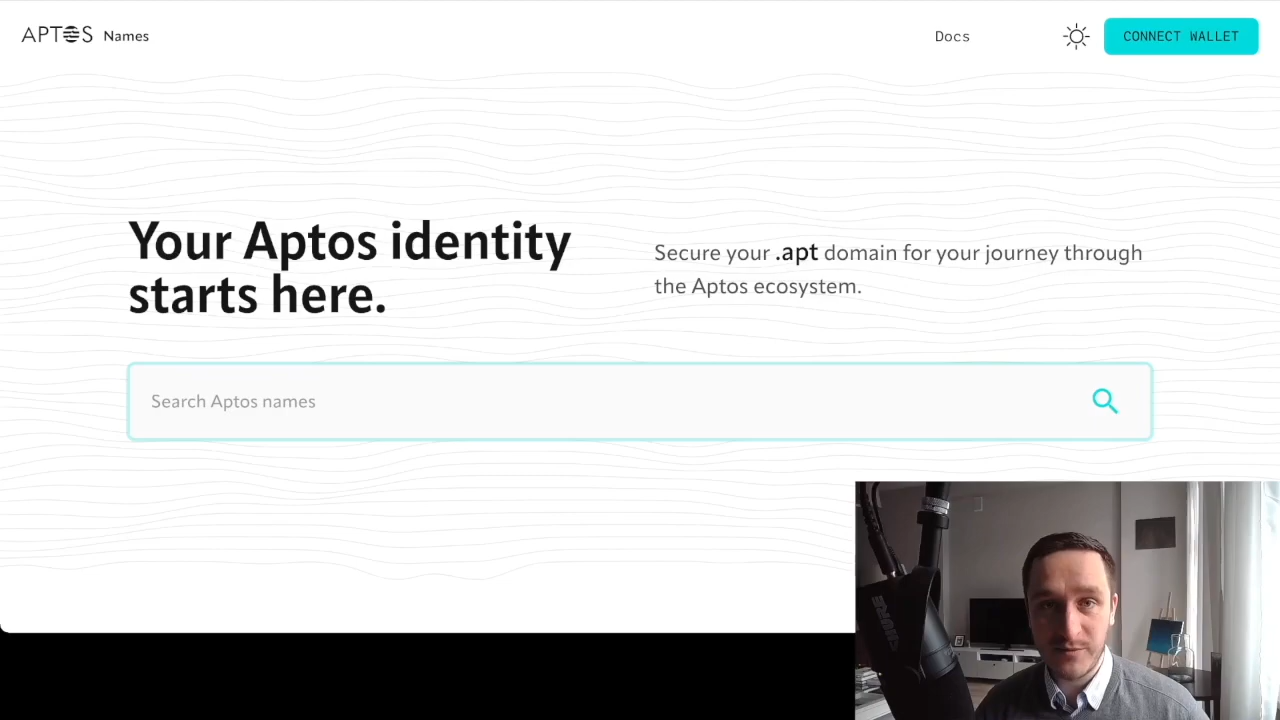 APTOS Names
Docs
CONNECT WALLET
Your Aptos identity
starts here.
Secure your .apt domain for your journey through
the Aptos ecosystem.
Search Aptos names
SHURE